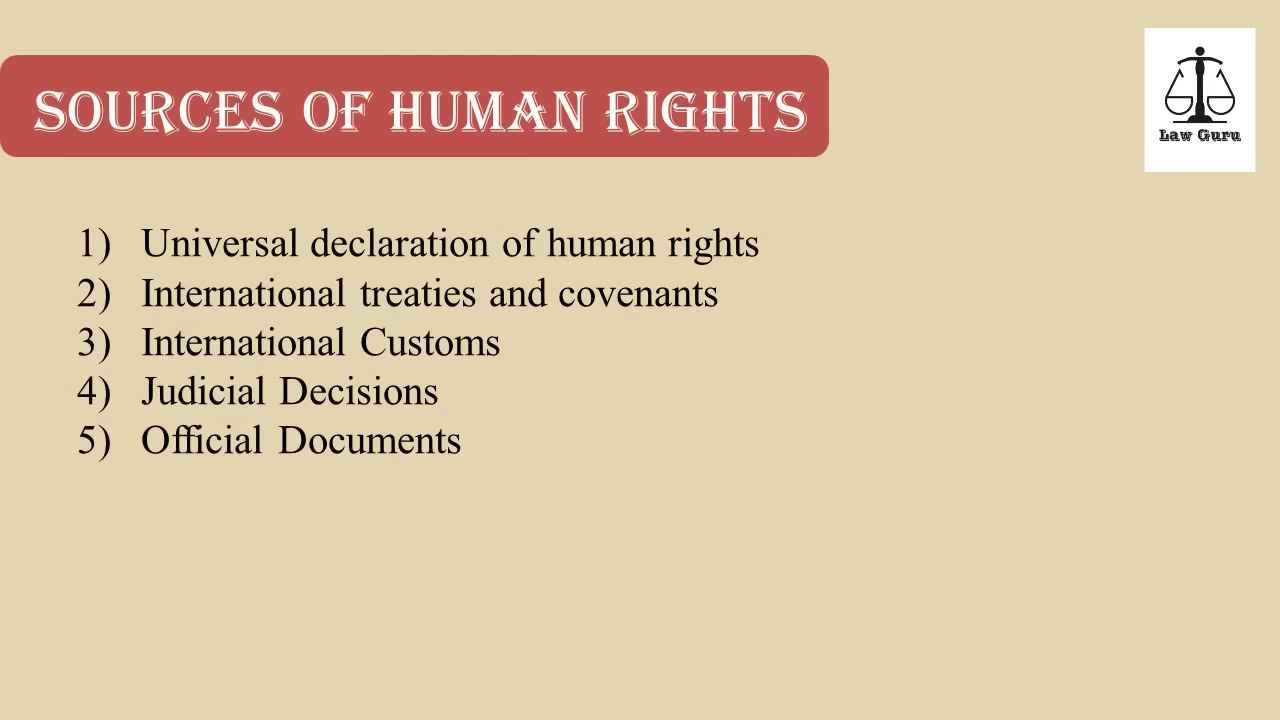 SOURCES OF HUMAN RIGHTS
Law Guru
1) Universal declaration of human rights
2) International treaties and covenants
3) International Customs
4) Judicial Decisions
5) Official Documents